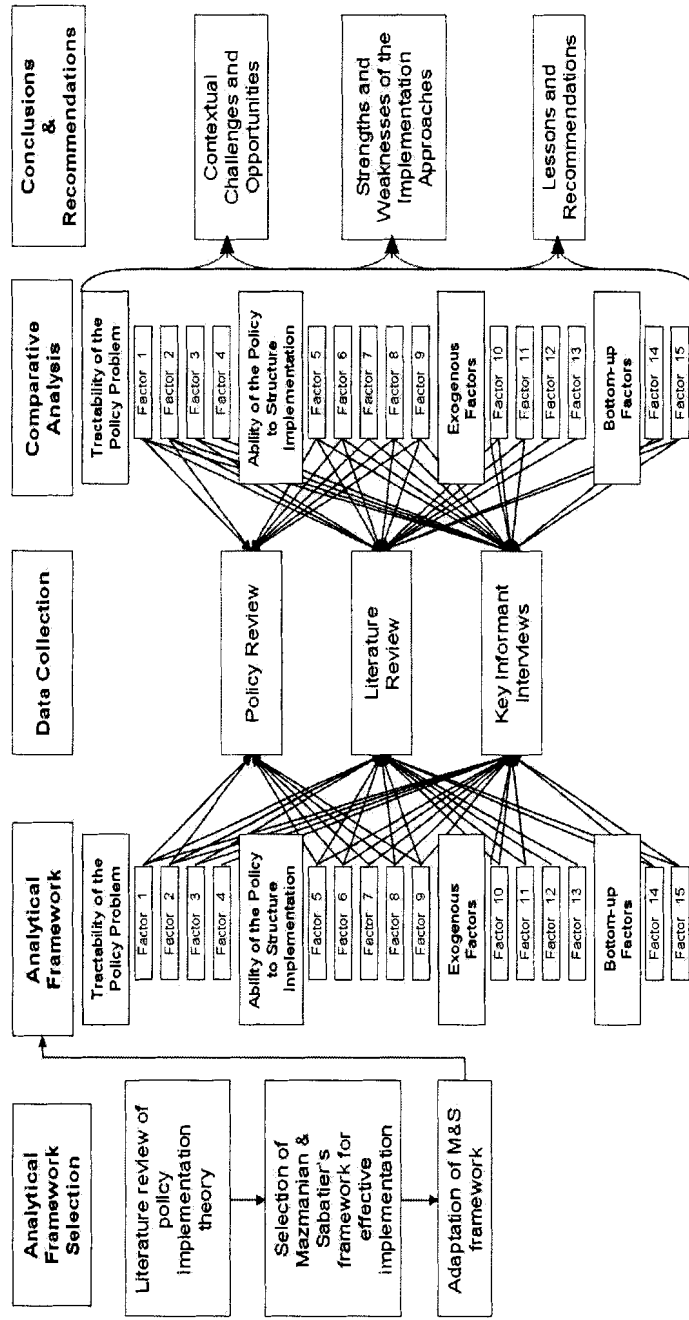 Analytical
Framework
Selection
Literature review of
policy
implementation
theory
Selection of
Mazmanian &
Sabatier's
framework for
effective
implementation
Adaptation of M&S
framework
Analytical
Framework
Tractability of the
Policy Problem
Factor 1
Factor 2
Factor 3
Factor 4
Ability of the Policy
to Structure
Implementation
Factor 5
Factor 6
Factor 7
Factor 8
Factor 9
Exogenous
Factors
Factor 10
Factor 11
Factor 12
Factor 13
Bottom-up
Factors
Factor 14
Factor 15
Data Collection
Policy Review
Literature
Review
Key Informant
Interviews
Comparative
Analysis
Tractability of the
Policy Problem
Factor 1
Factor 2
Factor 3
Factor 4
Ability of the Policy
to Structure
Implementation
Factor 5
Factor 6
Factor 7
Factor 8
Factor 9
Exogenous
Factors
Factor 10
Factor 11
Factor 12
Factor 13
Bottom-up
Factors
Factor 14
Factor 15
Conclusions
&
Recommendations
Contextual
Challenges and
Opportunities
Strengths and
Weaknesses of the
Implementation
Approaches
Lessons and
Recommendations